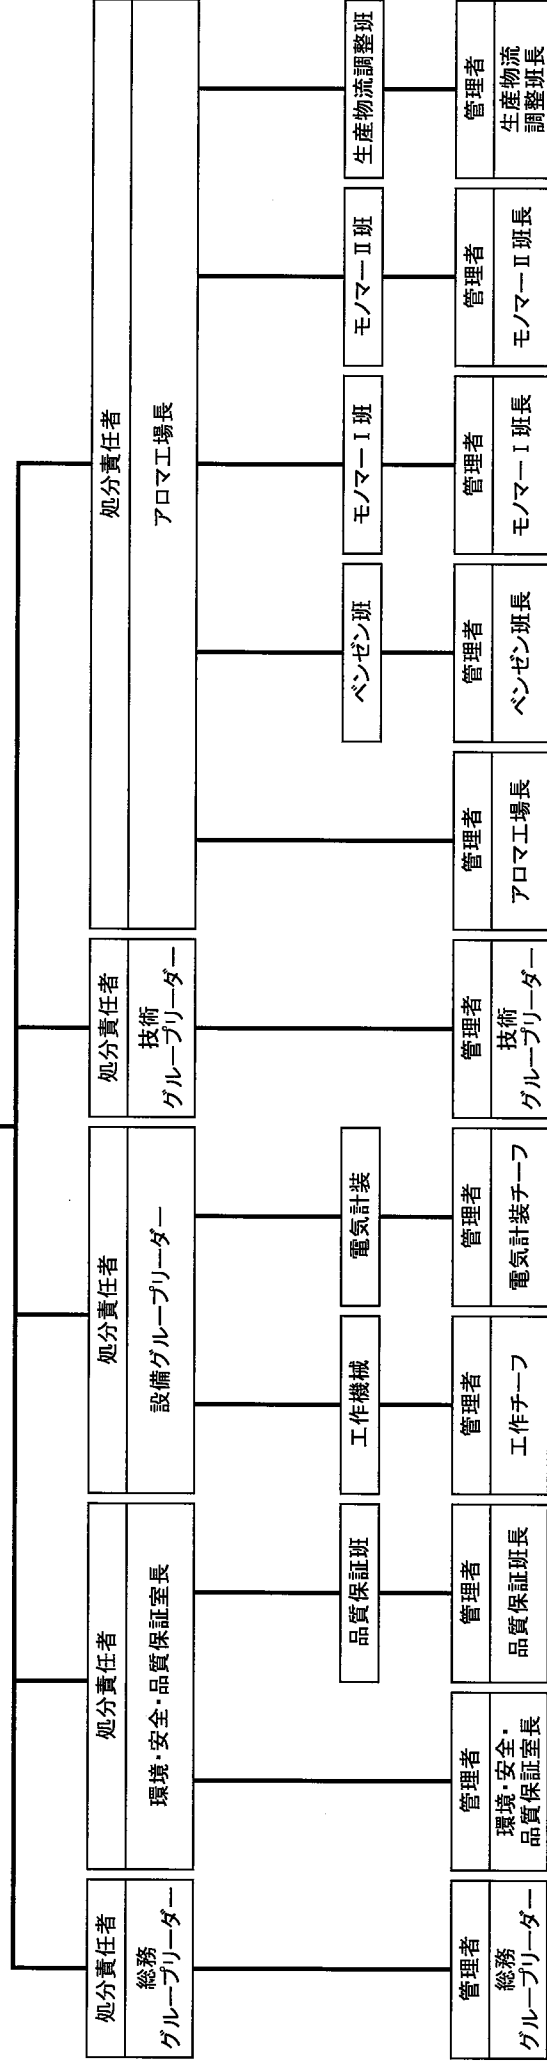 処分責任者
総務
グループリーダー
処分責任者
環境・安全・品質保証室長
処分責任者
設備グループリーダー
処分責任者
技術
グループリーダー
処分責任者
アロマ工場長
品質保証班
工作機械
電気計装
ベンゼン班
モノマーⅠ班
モノマーⅡ班
生産物流調整班
管理者
総務
グループリーダー
管理者
環境・安全・
品質保証室長
管理者
品質保証班長
管理者
工作チーフ
管理者
電気計装チーフ
管理者
技術
グループリーダー
管理者
アロマ工場長
管理者
ベンゼン班長
管理者
モノマーⅠ班長
管理者
モノマーⅡ班長
管理者
生産物流
調整班長